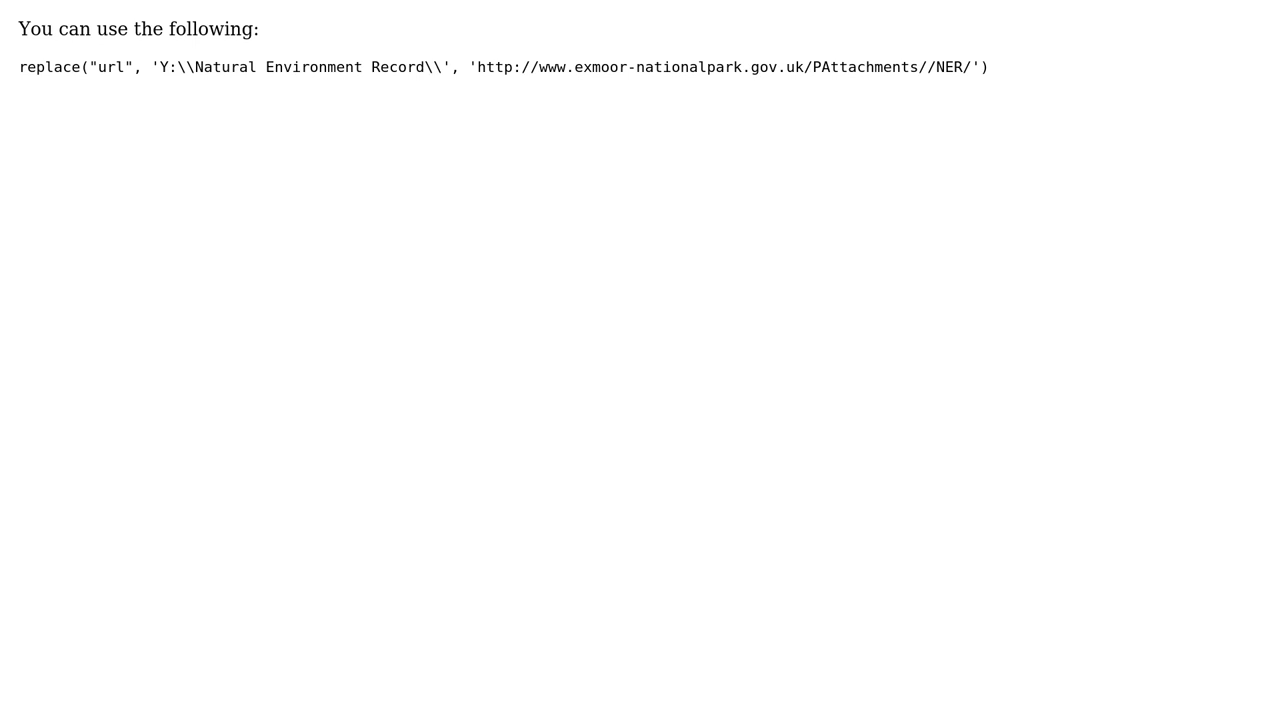 You can use the following:
replace("url", 'Y:\\Natural Environment Record\\', 'http://www.exmoor-nationalpark.gov.uk/PAttachments//NER/')